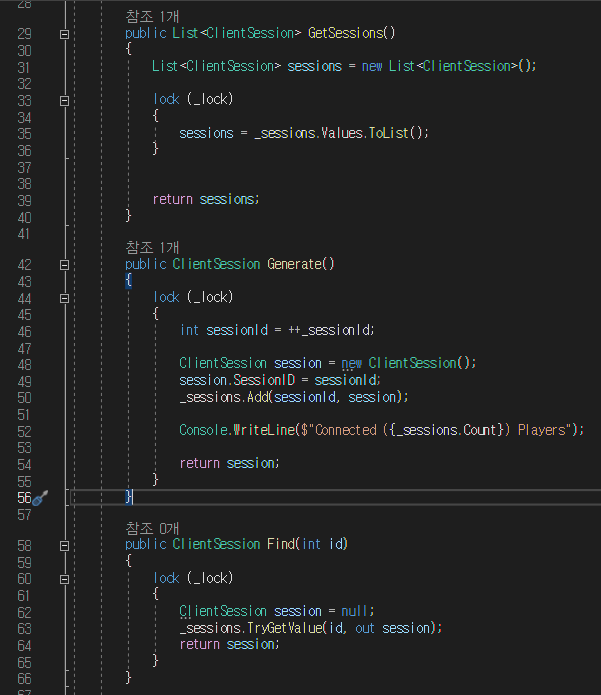 28
참조 1개
29 public List<ClientSession> GetSessions()
30 {
31 List<ClientSession> sessions = new List<ClientSession>();
32
33 lock (_lock)
34 {
35 sessions = _sessions.Values.ToList();
36 }
37
38
39 return sessions;
40 }
41
참조 1개
42 public ClientSession Generate()
43 {
44 lock (_lock)
45 {
46 int sessionId = ++_sessionId;
47
48 ClientSession session = new ClientSession();
49 session.SessionID = sessionId;
50 _sessions.Add(sessionId, session);
51
52 Console.WriteLine($"Connected ({_sessions.Count}) Players");
53
54 return session;
55 }
56 }
57
참조 0개
58 public ClientSession Find(int id)
59 {
60 lock (_lock)
61 {
62 ClientSession session = null;
63 _sessions.TryGetValue(id, out session);
64 return session;
65 }
66 }
67